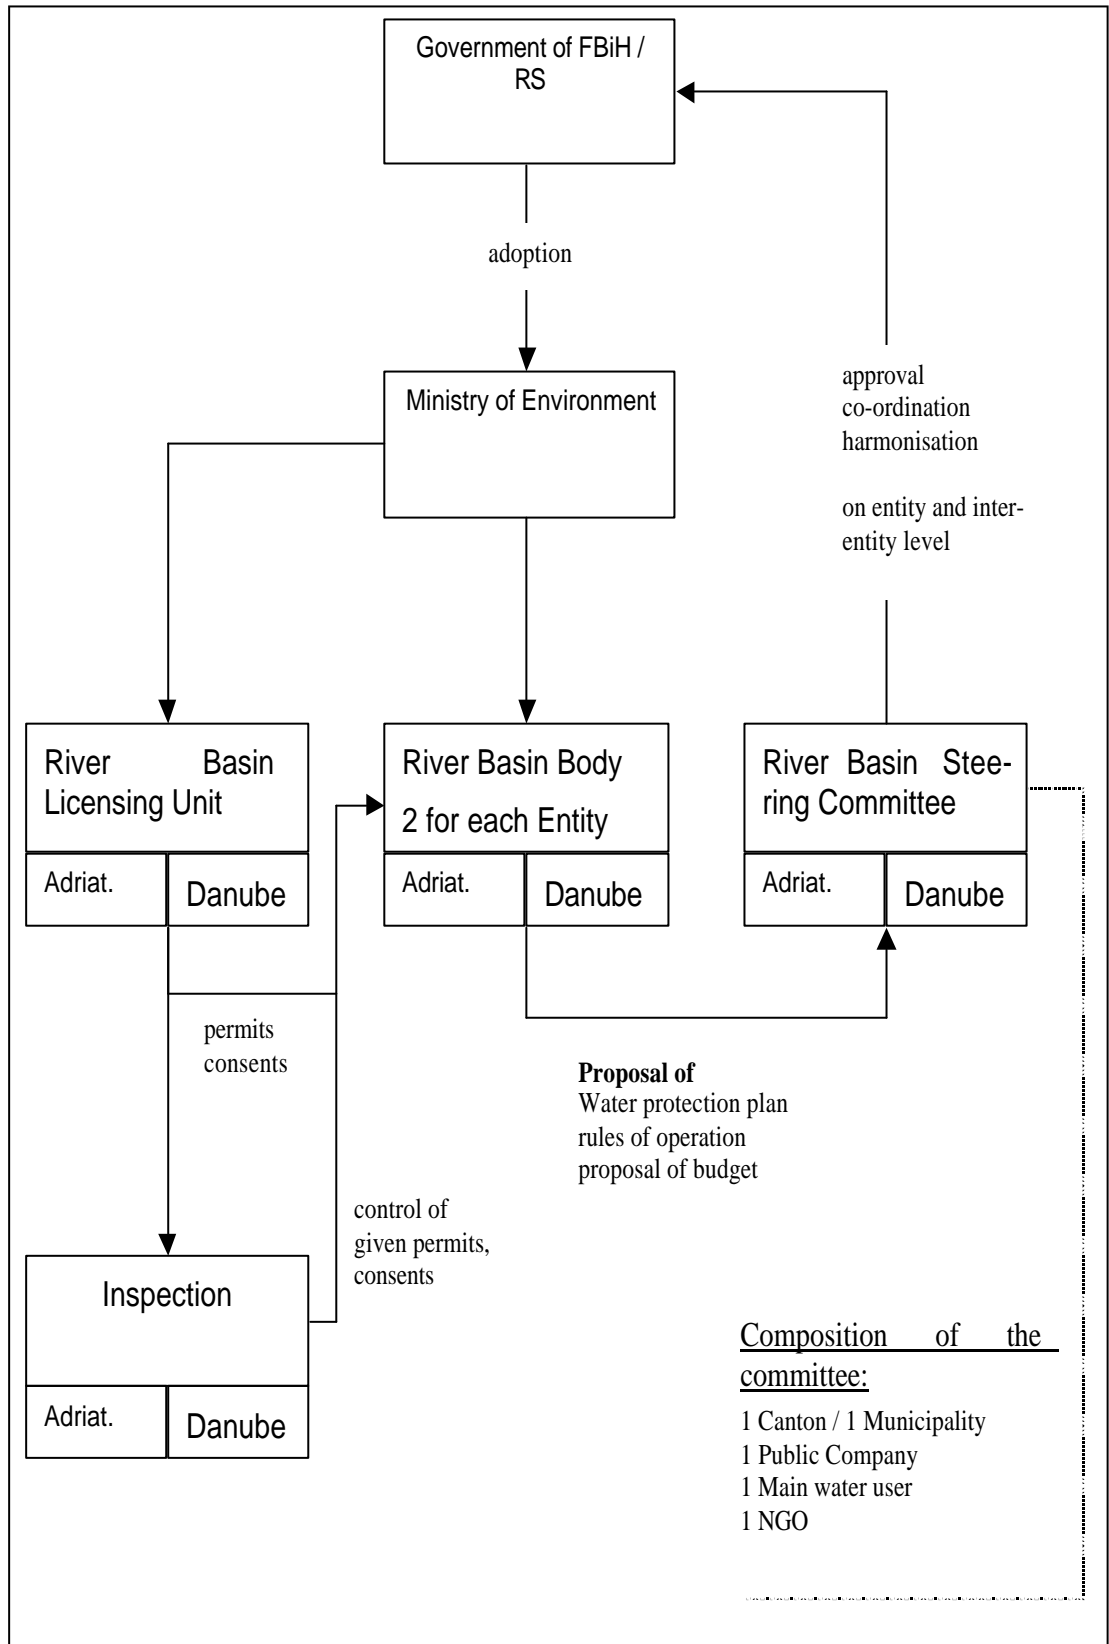 Government of FBiH /
RS
adoption
Ministry of Environment
approval
co-ordination
harmonisation
on entity and inter-
entity level
River Basin
Licensing Unit
Adriat.
Danube
River Basin Body
2 for each Entity
Adriat.
Danube
River Basin Stee-
ring Committee
Adriat.
Danube
permits
consents
Proposal of
Water protection plan
rules of operation
proposal of budget
control of
given permits,
consents
Inspection
Adriat.
Danube
Composition of the
committee:
1 Canton / 1 Municipality
1 Public Company
1 Main water user
1 NGO